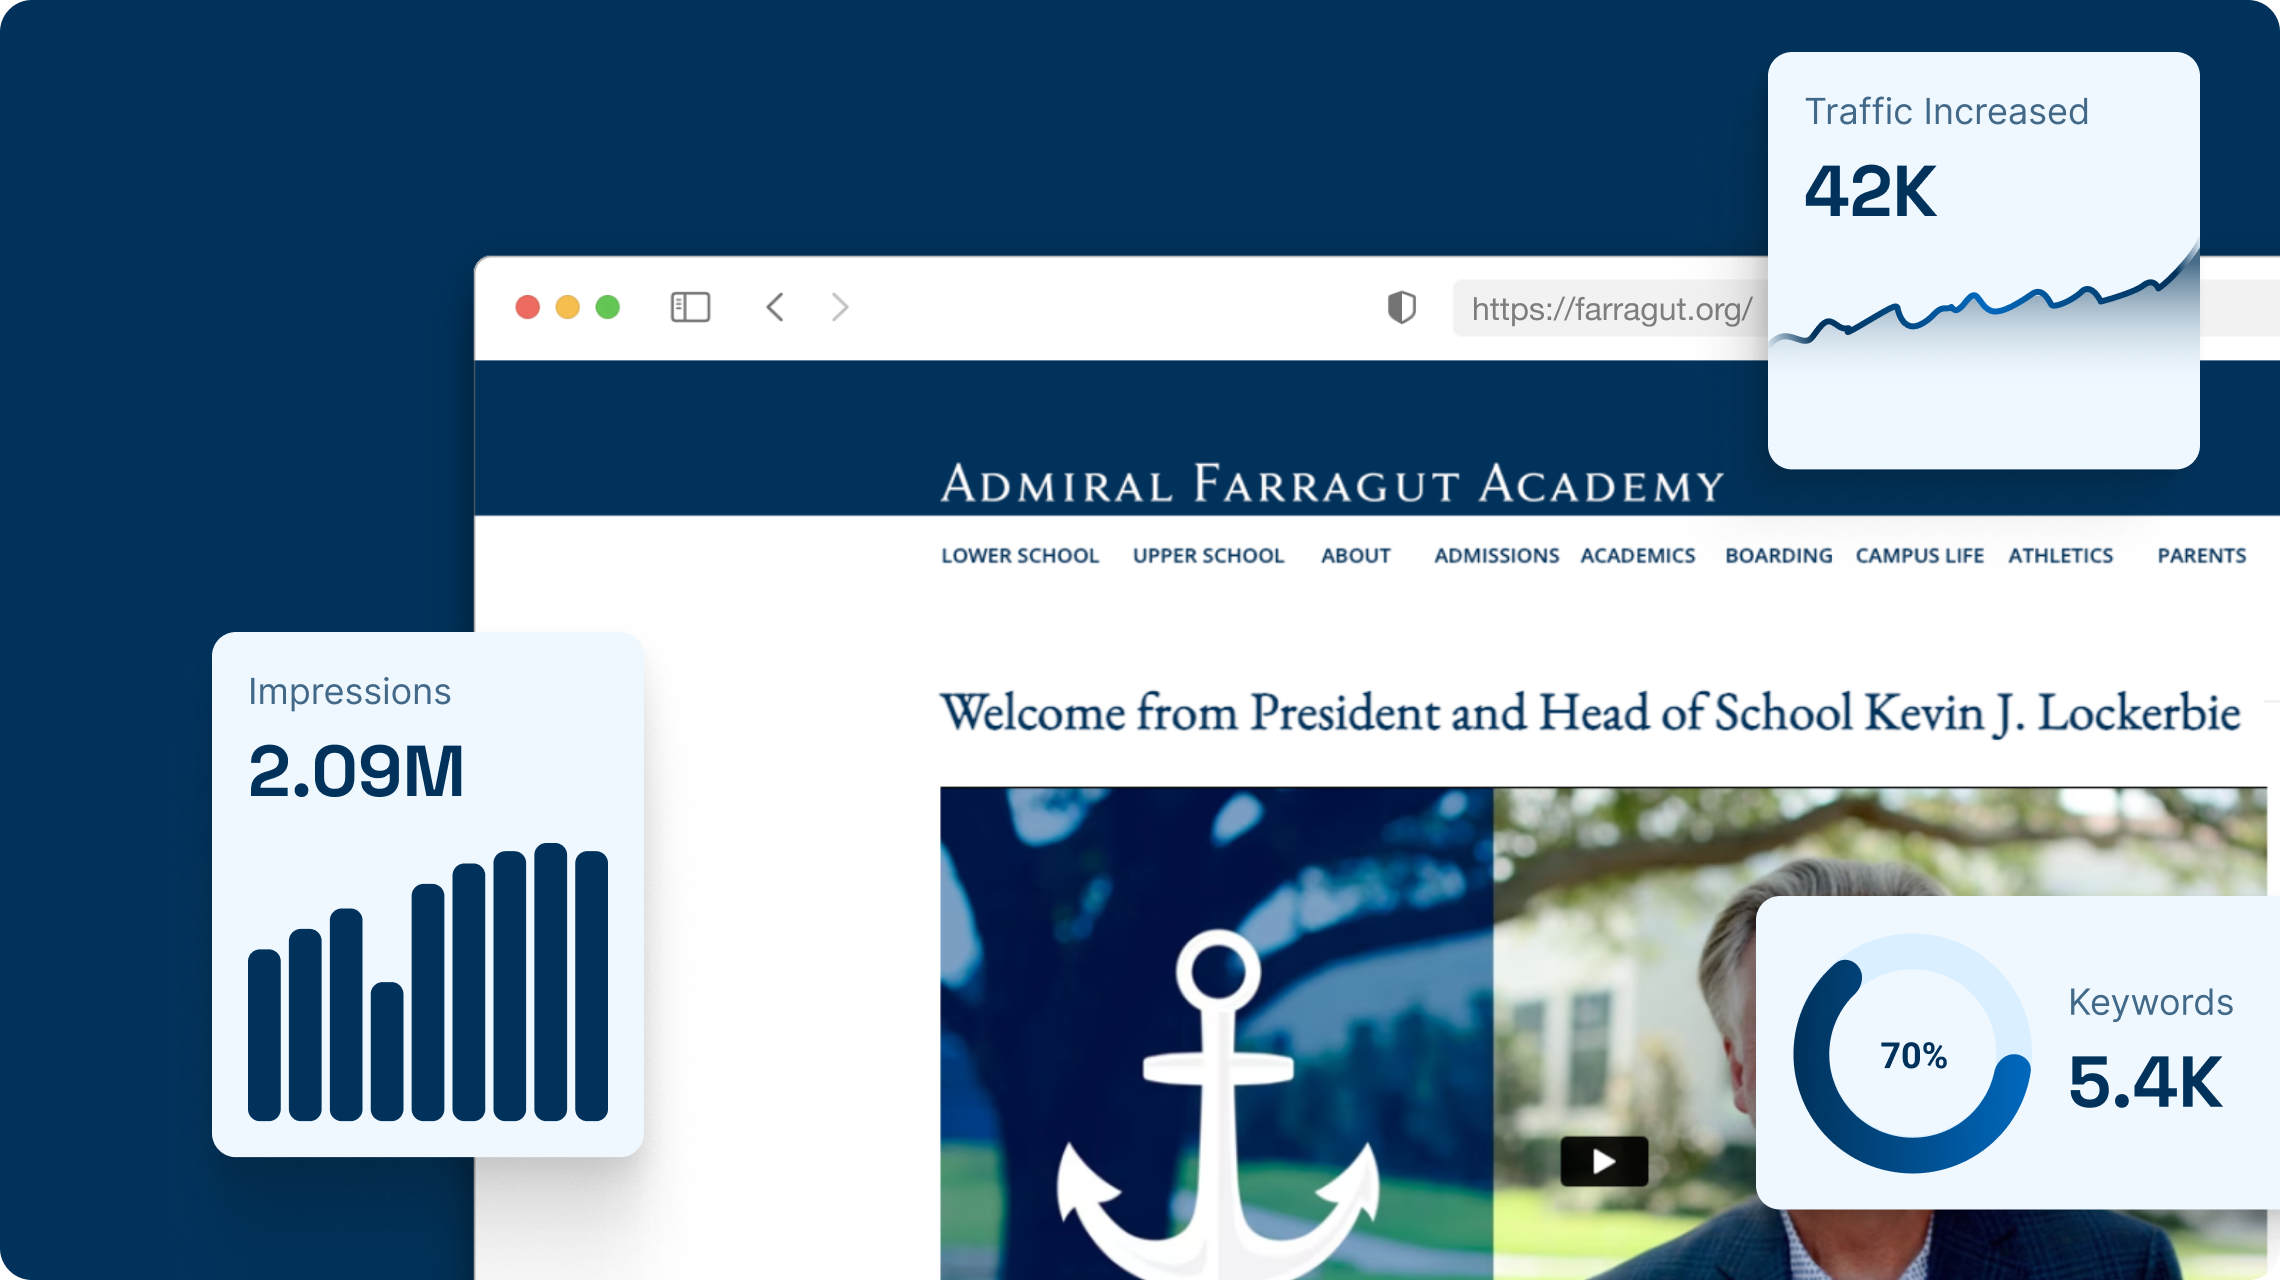 Traffic Increased
42K
https://farragut.org/
ADMIRAL FARRAGUT ACADEMY
LOWER SCHOOL UPPER SCHOOL ABOUT ADMISSIONS ACADEMICS BOARDING CAMPUS LIFE ATHLETICS PARENTS
Welcome from President and Head of School Kevin J. Lockerbie
Impressions
2.09M
70%
Keywords
5.4K